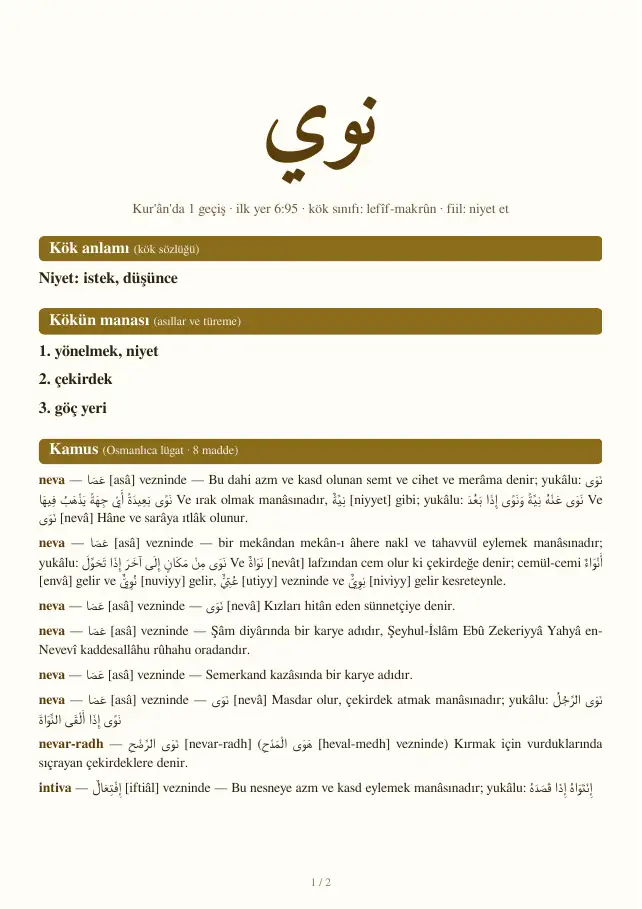 نوي
Kur'ân'da 1 geçiş · ilk yer 6:95 · kök sınıfı: lefîf-makrûn · fiil: niyet et
Kök anlamı (kök sözlüğü)
Niyet: istek, düşünce
Kökün manası (asıllar ve türeme)
1. yönelmek, niyet
2. çekirdek
3. göç yeri
Kamus (Osmanlıca lügat · 8 madde)
neva — عَصَا [asâ] vezninde — Bu dahi azm ve kasd olunan semt ve cihet ve merâma denir; yukâlu: نَوَى
نَوًى بَعِيدَةً أَيْ جِهَةً يَذْهَبُ فِيهَا Ve ırak olmak manâsınadır, نِيَّةٌ [niyyet] gibi; yukâlu: نَوَى عَنْهُ نِيَّةً وَنَوًى إِذَا بَعُدَ Ve
نَوَى [nevâ] Hâne ve sarâya ıtlâk olunur.
neva — عَصَا [asâ] vezninde — bir mekândan mekân-ı âhere nakl ve tahavvül eylemek manâsınadır;
yukâlu: نَوَى مِنْ مَكَانٍ إِلَى آخَرَ إِذَا تَحَوَّلَ Ve نَوَاةٌ [nevât] lafzından cem olur ki çekirdeğe denir; cemül-cemi أَنْوَاءٌ
[envâ] gelir ve نُوِيٌّ [nuviyy] gelir, عُتِيٌّ [utiyy] vezninde ve نِوِيٌّ [niviyy] gelir kesreteynle.
neva — عَصَا [asâ] vezninde — نَوَى [nevâ] Kızları hitân eden sünnetçiye denir.
neva — عَصَا [asâ] vezninde — Şâm diyârında bir karye adıdır, Şeyhul-İslâm Ebû Zekeriyyâ Yahyâ en-
Nevevî kaddesallâhu rûhahu oradandır.
neva — عَصَا [asâ] vezninde — Semerkand kazâsında bir karye adıdır.
neva — عَصَا [asâ] vezninde — نَوَى [nevâ] Masdar olur, çekirdek atmak manâsınadır; yukâlu: نَوَى الرَّجُلُ
نَوًى إِذَا أَلْقَى النَّوَاةَ
nevar-radh — نَوَى الرَّضْحِ [nevar-radh] (هَوَى الْمَدْحِ [heval-medh] vezninde) Kırmak için vurduklarında
sıçrayan çekirdeklere denir.
intiva — إِفْتِعَالٌ [iftiâl] vezninde — Bu nesneye azm ve kasd eylemek manâsınadır; yukâlu: إِنْتَوَاهُ إِذَا قَصَدَهُ
1 / 2